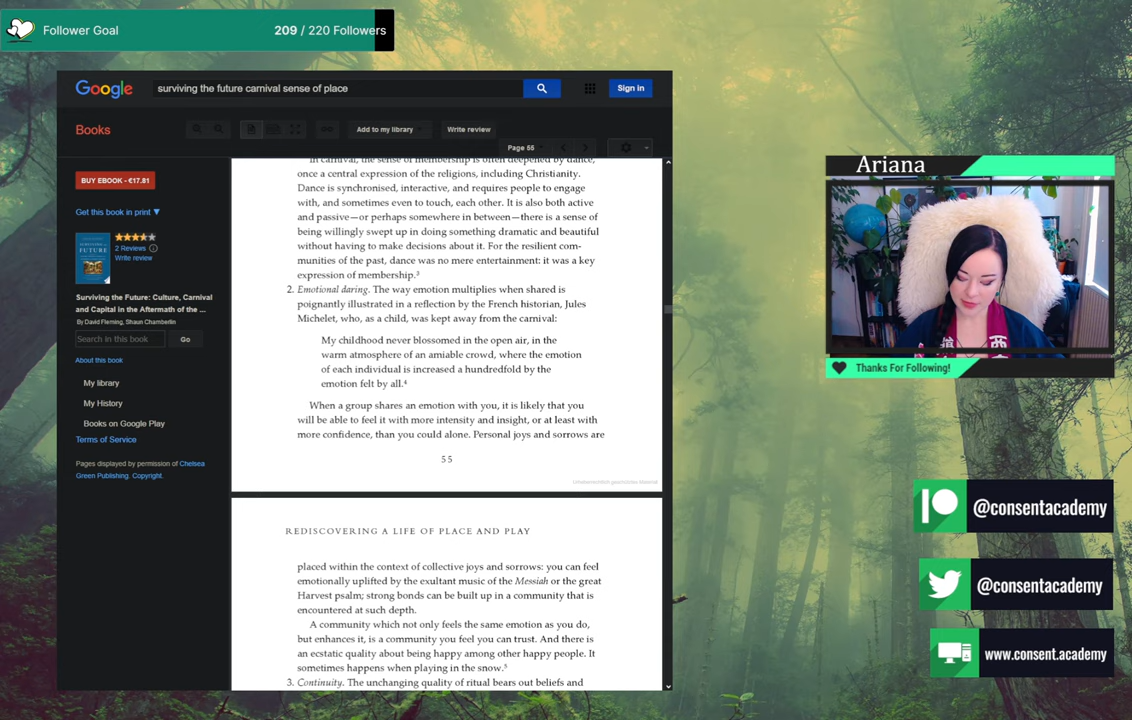 Follower Goal
209 / 220 Followers
Google
surviving the future carnival sense of place
Sign in
Books
Add to my library
Write review
Page 55
BUY EBOOK - €17.81
Get this book in print ▼
2 Reviews
Write review
SURVIVING THE
FUTURE
Surviving the Future: Culture, Carnival
and Capital in the Aftermath of the ...
By David Fleming, Shaun Chamberlin
Search in this book
Go
About this book
My library
My History
Books on Google Play
Terms of Service
Pages displayed by permission of Chelsea
Green Publishing. Copyright.
In carnival, the sense of membership is often deepened by dance,
once a central expression of the religions, including Christianity.
Dance is synchronised, interactive, and requires people to engage
with, and sometimes even to touch, each other. It is also both active
and passive—or perhaps somewhere in between—there is a sense of
being willingly swept up in doing something dramatic and beautiful
without having to make decisions about it. For the resilient com-
munities of the past, dance was no mere entertainment: it was a key
expression of membership.³
2. Emotional daring. The way emotion multiplies when shared is
poignantly illustrated in a reflection by the French historian, Jules
Michelet, who, as a child, was kept away from the carnival:
My childhood never blossomed in the open air, in the
warm atmosphere of an amiable crowd, where the emotion
of each individual is increased a hundredfold by the
emotion felt by all.⁴
When a group shares an emotion with you, it is likely that you
will be able to feel it with more intensity and insight, or at least with
more confidence, than you could alone. Personal joys and sorrows are
55
Urheberrechtlich geschütztes Material
REDISCOVERING A LIFE OF PLACE AND PLAY
placed within the context of collective joys and sorrows: you can feel
emotionally uplifted by the exultant music of the Messiah or the great
Harvest psalm; strong bonds can be built up in a community that is
encountered at such depth.
A community which not only feels the same emotion as you do,
but enhances it, is a community you feel you can trust. And there is
an ecstatic quality about being happy among other happy people. It
sometimes happens when playing in the snow.⁵
3. Continuity. The unchanging quality of ritual bears out beliefs and
Ariana
Thanks For Following!
@consentacademy
@consentacademy
www.consent.academy